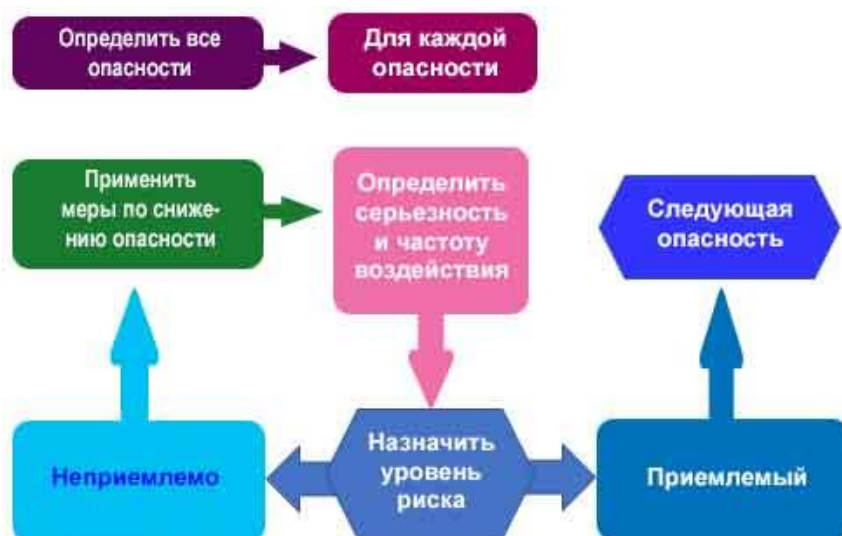 Определить все
опасности
Для каждой
опасности
Применить
меры по сниже-
нию опасности
Определить
серьезность
и частоту
воздействия
Следующая
опасность
Неприемлемо
Назначить
уровень
риска
Приемлемый